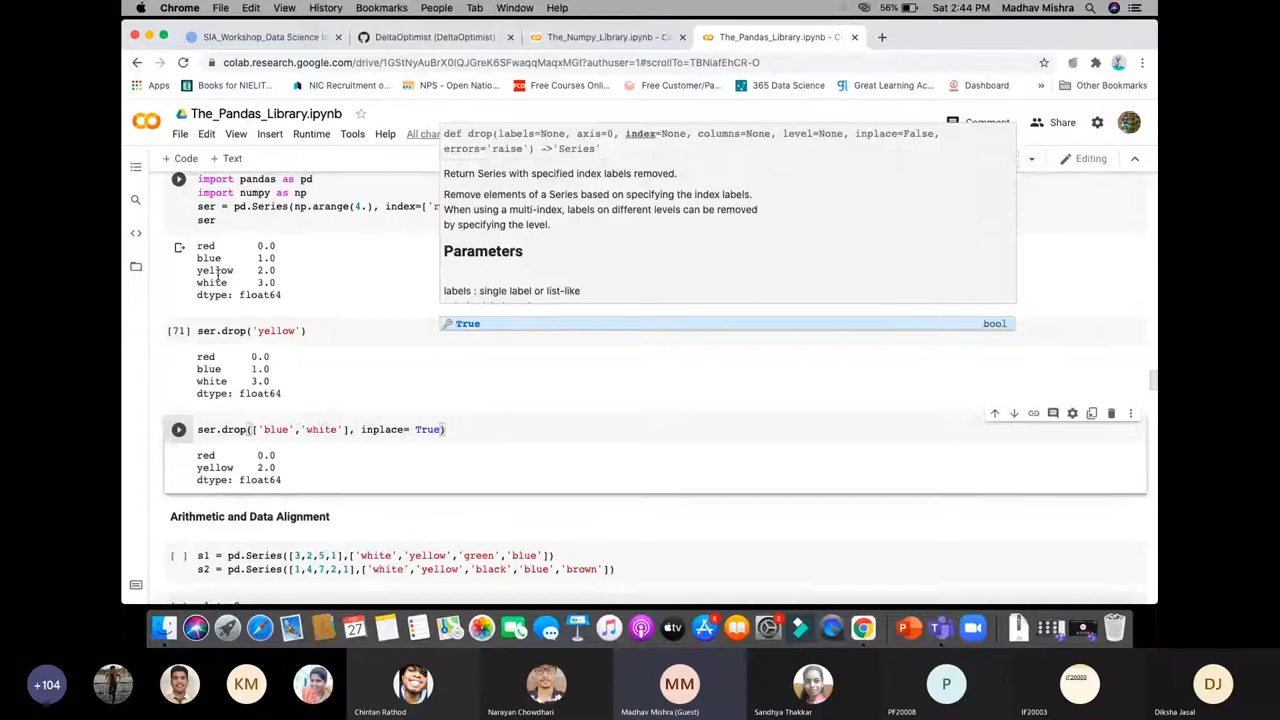 Chrome File Edit View History Bookmarks People Tab Window Help 56% Sat 2:44 PM Madhav Mishra
SIA_Workshop_Data Science b DeltaOptimist (DeltaOptimist) The_Numpy_Library.ipynb - Co The_Pandas_Library.ipynb - Co
colab.research.google.com/drive/1GStNyAuBrX0IQJGreK6SFwaqqMaqxMGI?authuser=1#scrollTo=TBNiafEhCR-O
Apps Books for NIELIT... NIC Recruitment or... NPS - Open Natio... Free Courses Onli... Free Customer/Pa... 365 Data Science Great Learning Ac... Dashboard » Other Bookmarks
The_Pandas_Library.ipynb
File Edit View Insert Runtime Tools Help All char Comment Share
+ Code + Text Editing
def drop(labels=None, axis=0, index=None, columns=None, level=None, inplace=False,
errors='raise') ->'Series'
Return Series with specified index labels removed.
Remove elements of a Series based on specifying the index labels.
When using a multi-index, labels on different levels can be removed
by specifying the level.
Parameters
labels : single label or list-like
True bool
import pandas as pd
import numpy as np
ser = pd.Series(np.arange(4.), index=['r
ser
red 0.0
blue 1.0
yellow 2.0
white 3.0
dtype: float64
[71] ser.drop('yellow')
red 0.0
blue 1.0
white 3.0
dtype: float64
ser.drop(['blue','white'], inplace= True)
red 0.0
yellow 2.0
dtype: float64
Arithmetic and Data Alignment
[ ] s1 = pd.Series([3,2,5,1],['white','yellow','green','blue'])
s2 = pd.Series([1,4,7,2,1],['white','yellow','black','blue','brown'])
+104 KM MM P IF20003 DJ
Chintan Rathod Narayan Chowdhari Madhav Mishra (Guest) Sandhya Thakkar PF20008 IF20003 Diksha Jasal